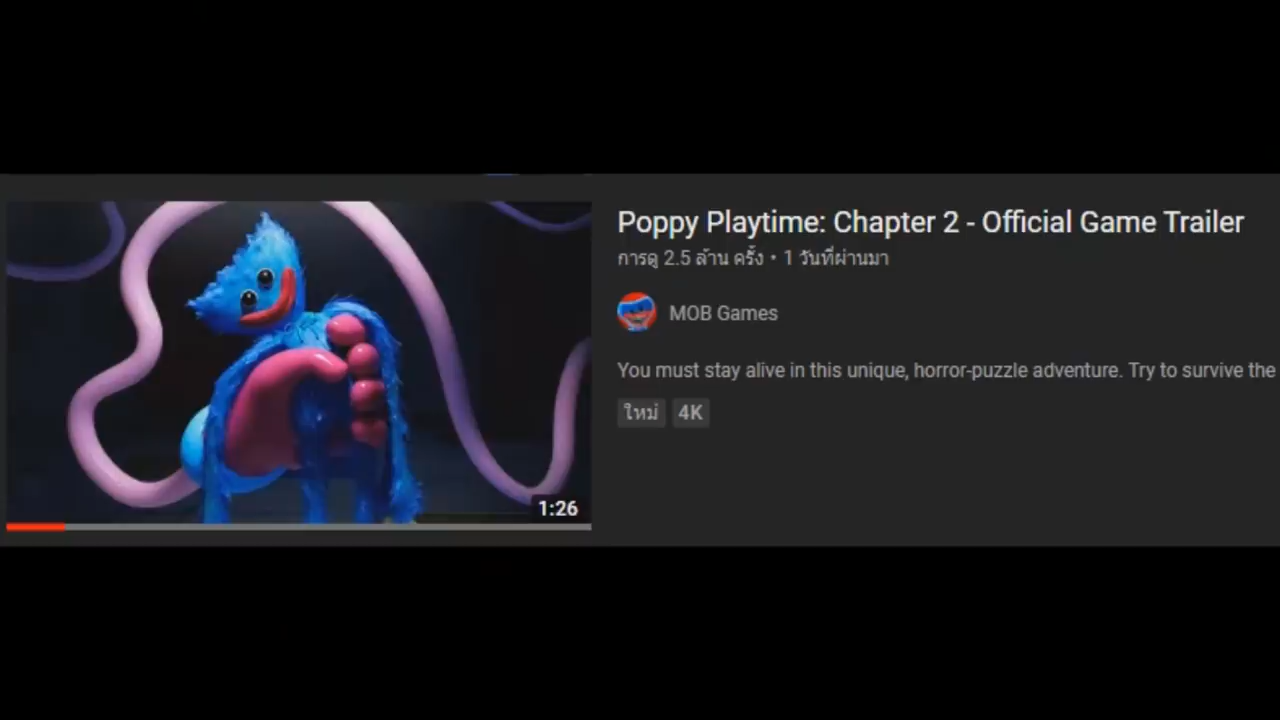 Poppy Playtime: Chapter 2 - Official Game Trailer
การดู 2.5 ล้าน ครั้ง • 1 วันที่ผ่านมา
MOB Games
You must stay alive in this unique, horror-puzzle adventure. Try to survive the
ใหม่ 4K
1:26